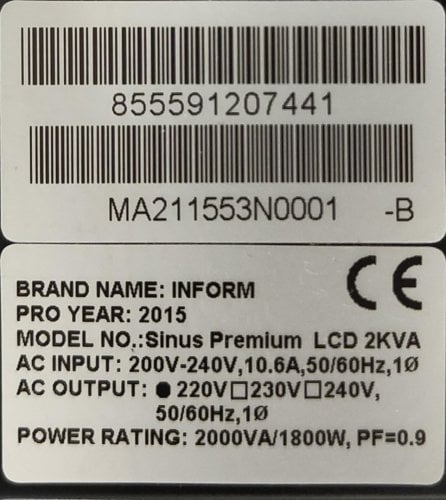 855591207441
MA211553N0001 -B
CE
BRAND NAME: INFORM
PRO YEAR: 2015
MODEL NO.:Sinus Premium LCD 2KVA
AC INPUT: 200V-240V,10.6A,50/60Hz,1Ø
AC OUTPUT: ● 220V□230V□240V,
50/60Hz,1Ø
POWER RATING: 2000VA/1800W, PF=0.9